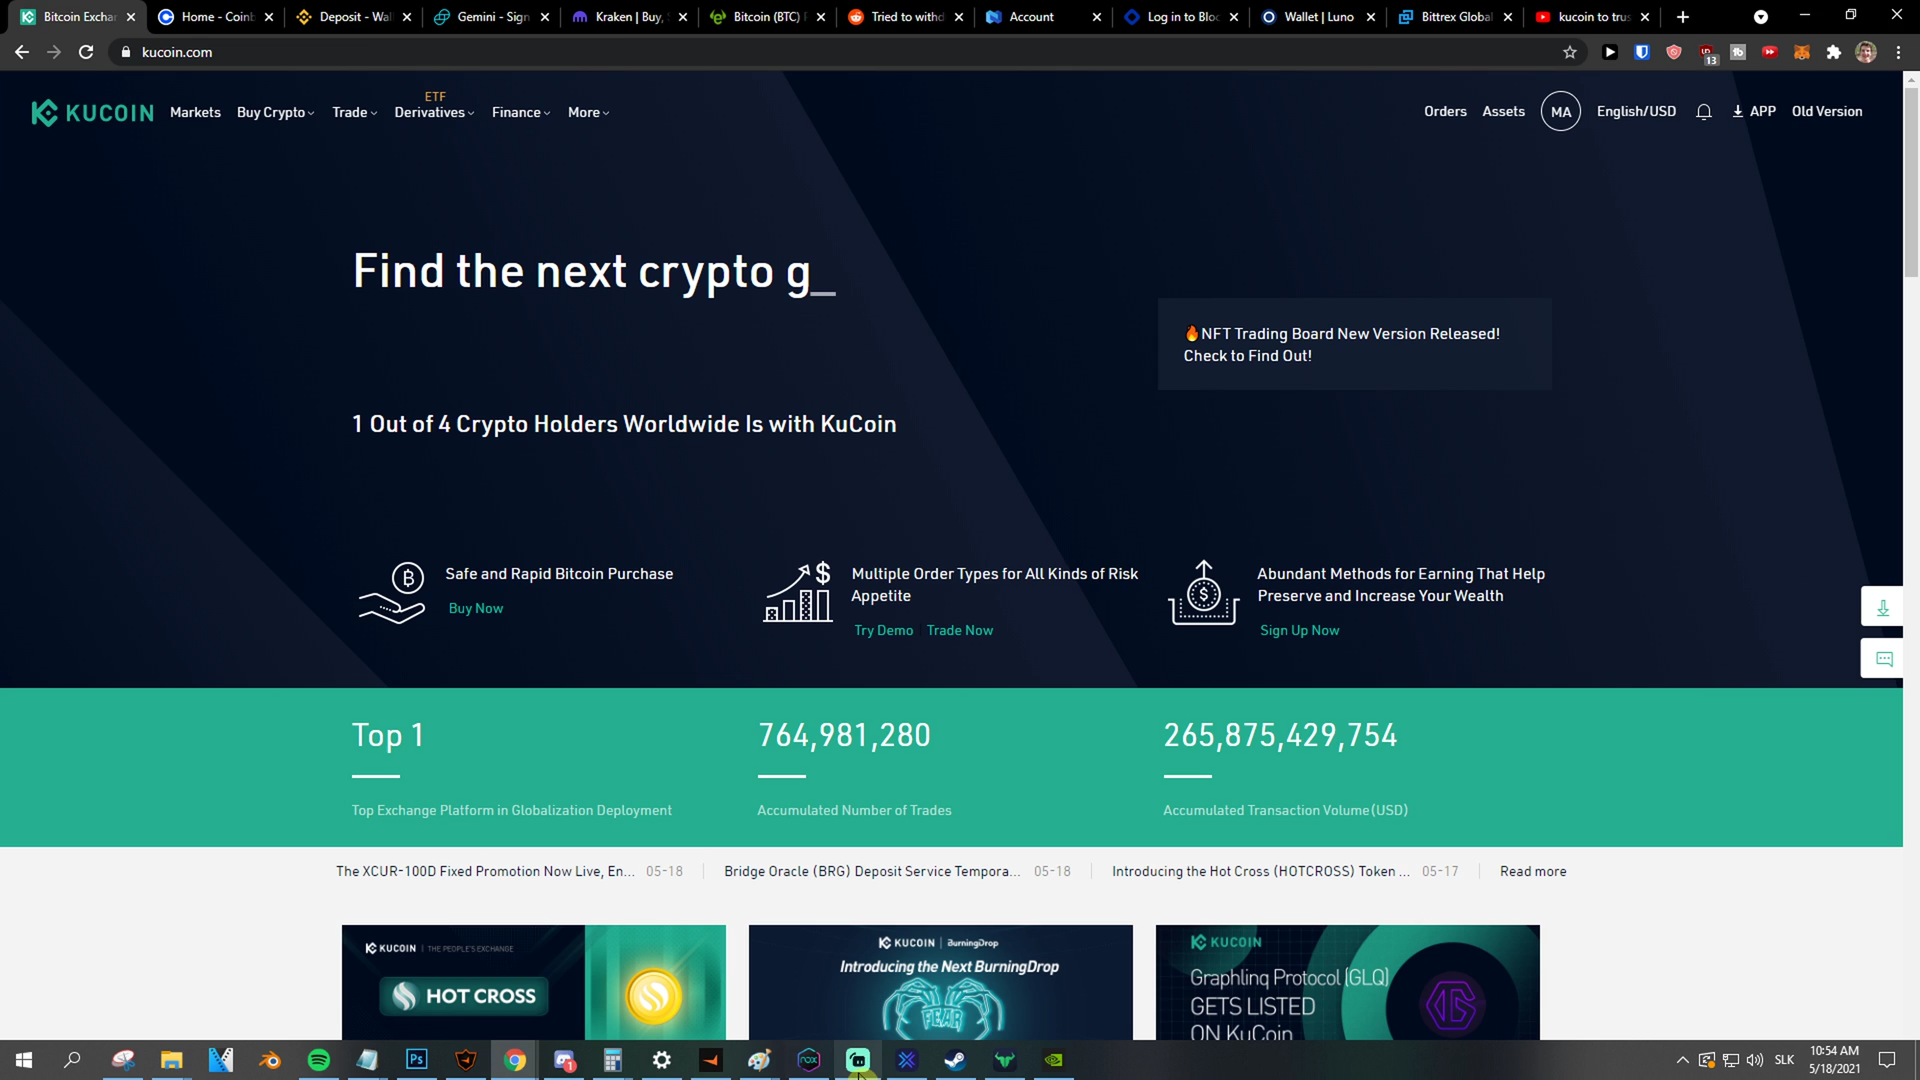 Bitcoin Exchar
Home - Coinb
Deposit - Wal
Gemini - Sign
Kraken | Buy,
Bitcoin (BTC) F
Tried to withd
Account
Log in to Bloc
Wallet | Luno
Bittrex Global
kucoin to trus
kucoin.com
13
KUCOIN
Markets
Buy Crypto
Trade
ETF
Derivatives
Finance
More
Orders
Assets
MA
English/USD
APP
Old Version
Find the next crypto g_
🔥NFT Trading Board New Version Released!
Check to Find Out!
1 Out of 4 Crypto Holders Worldwide Is with KuCoin
Safe and Rapid Bitcoin Purchase
Buy Now
Multiple Order Types for All Kinds of Risk
Appetite
Try Demo
Trade Now
Abundant Methods for Earning That Help
Preserve and Increase Your Wealth
Sign Up Now
Top 1
Top Exchange Platform in Globalization Deployment
764,981,280
Accumulated Number of Trades
265,875,429,754
Accumulated Transaction Volume(USD)
The XCUR-100D Fixed Promotion Now Live, En... 05-18
Bridge Oracle (BRG) Deposit Service Tempora... 05-18
Introducing the Hot Cross (HOTCROSS) Token ... 05-17
Read more
KUCOIN | THE PEOPLE'S EXCHANGE
HOT CROSS
KUCOIN | BurningDrop
Introducing the Next BurningDrop
FEAR
KUCOIN
Graphlinq Protocol (GLQ)
GETS LISTED
ON KuCoin
Ps
nox
1
SLK
10:54 AM
5/18/2021